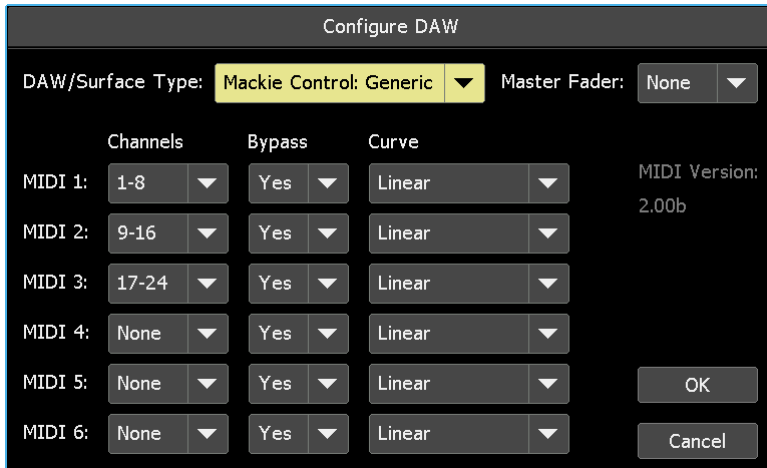 Configure DAW
DAW/Surface Type: Mackie Control: Generic Master Fader: None
Channels Bypass Curve
MIDI 1: 1-8 Yes Linear MIDI Version:
2.00b
MIDI 2: 9-16 Yes Linear
MIDI 3: 17-24 Yes Linear
MIDI 4: None Yes Linear
MIDI 5: None Yes Linear OK
MIDI 6: None Yes Linear Cancel